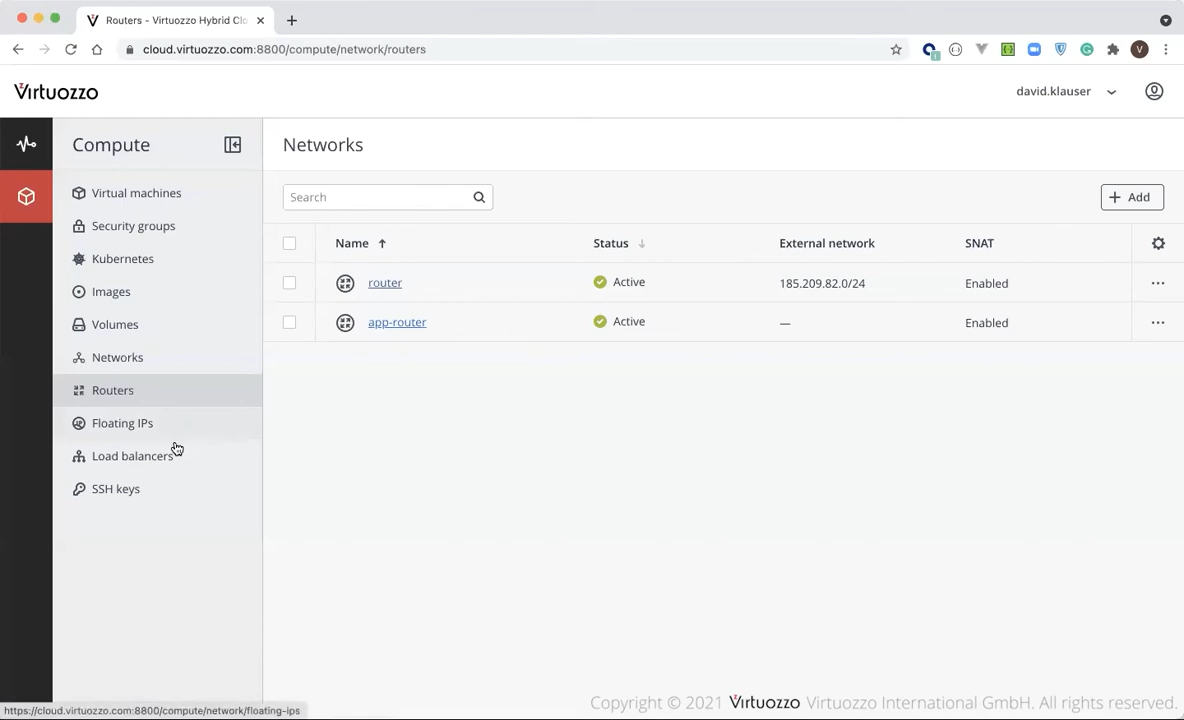 Routers - Virtuozzo Hybrid Clo
cloud.virtuozzo.com:8800/compute/network/routers
V
Virtuozzo
david.klauser
Compute
Networks
Virtual machines
Search
Add
Security groups
Name Status External network SNAT
Kubernetes
router Active 185.209.82.0/24 Enabled
Images
app-router Active — Enabled
Volumes
Networks
Routers
Floating IPs
Load balancers
SSH keys
Copyright © 2021 Virtuozzo Virtuozzo International GmbH. All rights reserved.
https://cloud.virtuozzo.com:8800/compute/network/floating-ips